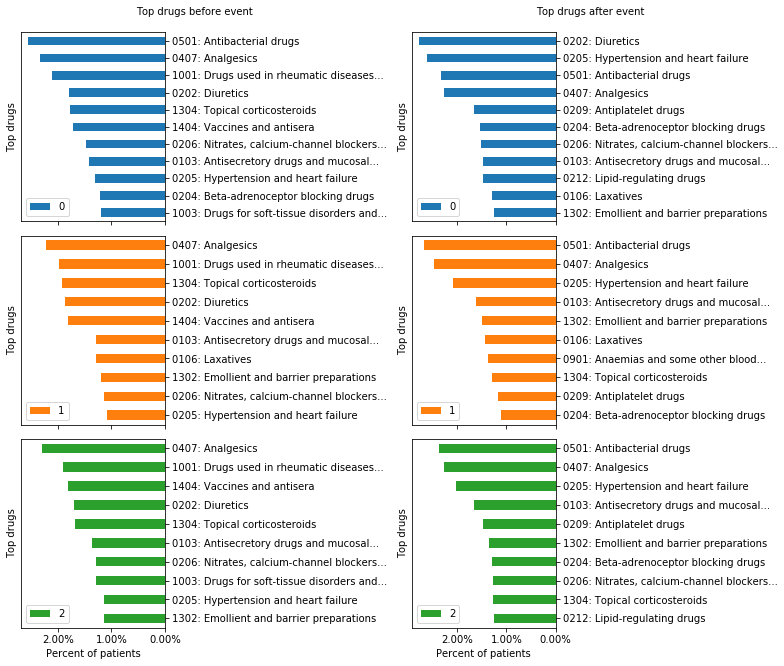 Top drugs before event
Top drugs
0501: Antibacterial drugs
0407: Analgesics
1001: Drugs used in rheumatic diseases...
0202: Diuretics
1304: Topical corticosteroids
1404: Vaccines and antisera
0206: Nitrates, calcium-channel blockers...
0103: Antisecretory drugs and mucosal...
0205: Hypertension and heart failure
0204: Beta-adrenoceptor blocking drugs
1003: Drugs for soft-tissue disorders and...
0
Top drugs
0407: Analgesics
1001: Drugs used in rheumatic diseases...
1304: Topical corticosteroids
0202: Diuretics
1404: Vaccines and antisera
0103: Antisecretory drugs and mucosal...
0106: Laxatives
1302: Emollient and barrier preparations
0206: Nitrates, calcium-channel blockers...
0205: Hypertension and heart failure
1
Top drugs
0407: Analgesics
1001: Drugs used in rheumatic diseases...
1404: Vaccines and antisera
0202: Diuretics
1304: Topical corticosteroids
0103: Antisecretory drugs and mucosal...
0206: Nitrates, calcium-channel blockers...
1003: Drugs for soft-tissue disorders and...
0205: Hypertension and heart failure
1302: Emollient and barrier preparations
2
2.00% 1.00% 0.00%
Percent of patients
Top drugs after event
Top drugs
0202: Diuretics
0205: Hypertension and heart failure
0501: Antibacterial drugs
0407: Analgesics
0209: Antiplatelet drugs
0204: Beta-adrenoceptor blocking drugs
0206: Nitrates, calcium-channel blockers...
0103: Antisecretory drugs and mucosal...
0212: Lipid-regulating drugs
0106: Laxatives
1302: Emollient and barrier preparations
0
Top drugs
0501: Antibacterial drugs
0407: Analgesics
0205: Hypertension and heart failure
0103: Antisecretory drugs and mucosal...
1302: Emollient and barrier preparations
0106: Laxatives
0901: Anaemias and some other blood...
1304: Topical corticosteroids
0209: Antiplatelet drugs
0204: Beta-adrenoceptor blocking drugs
1
Top drugs
0501: Antibacterial drugs
0407: Analgesics
0205: Hypertension and heart failure
0103: Antisecretory drugs and mucosal...
0209: Antiplatelet drugs
1302: Emollient and barrier preparations
0204: Beta-adrenoceptor blocking drugs
0206: Nitrates, calcium-channel blockers...
1304: Topical corticosteroids
0212: Lipid-regulating drugs
2
2.00% 1.00% 0.00%
Percent of patients